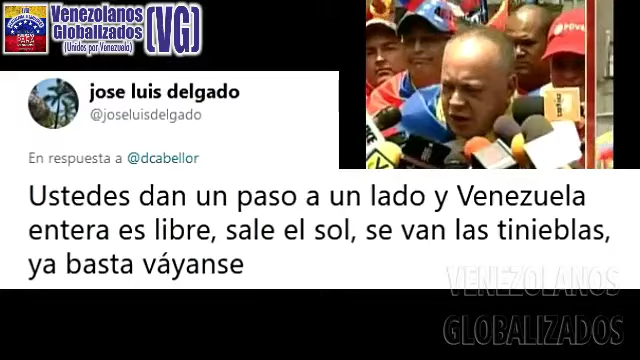 Venezolanos
Globalizados
(Unidos por Venezuela)
(VG)
PARA
jose luis delgado
@joseluisdelgado
En respuesta a @dcabellor
Ustedes dan un paso a un lado y Venezuela
entera es libre, sale el sol, se van las tinieblas,
ya basta váyanse
VENEZOLANOS
GLOBALIZADOS